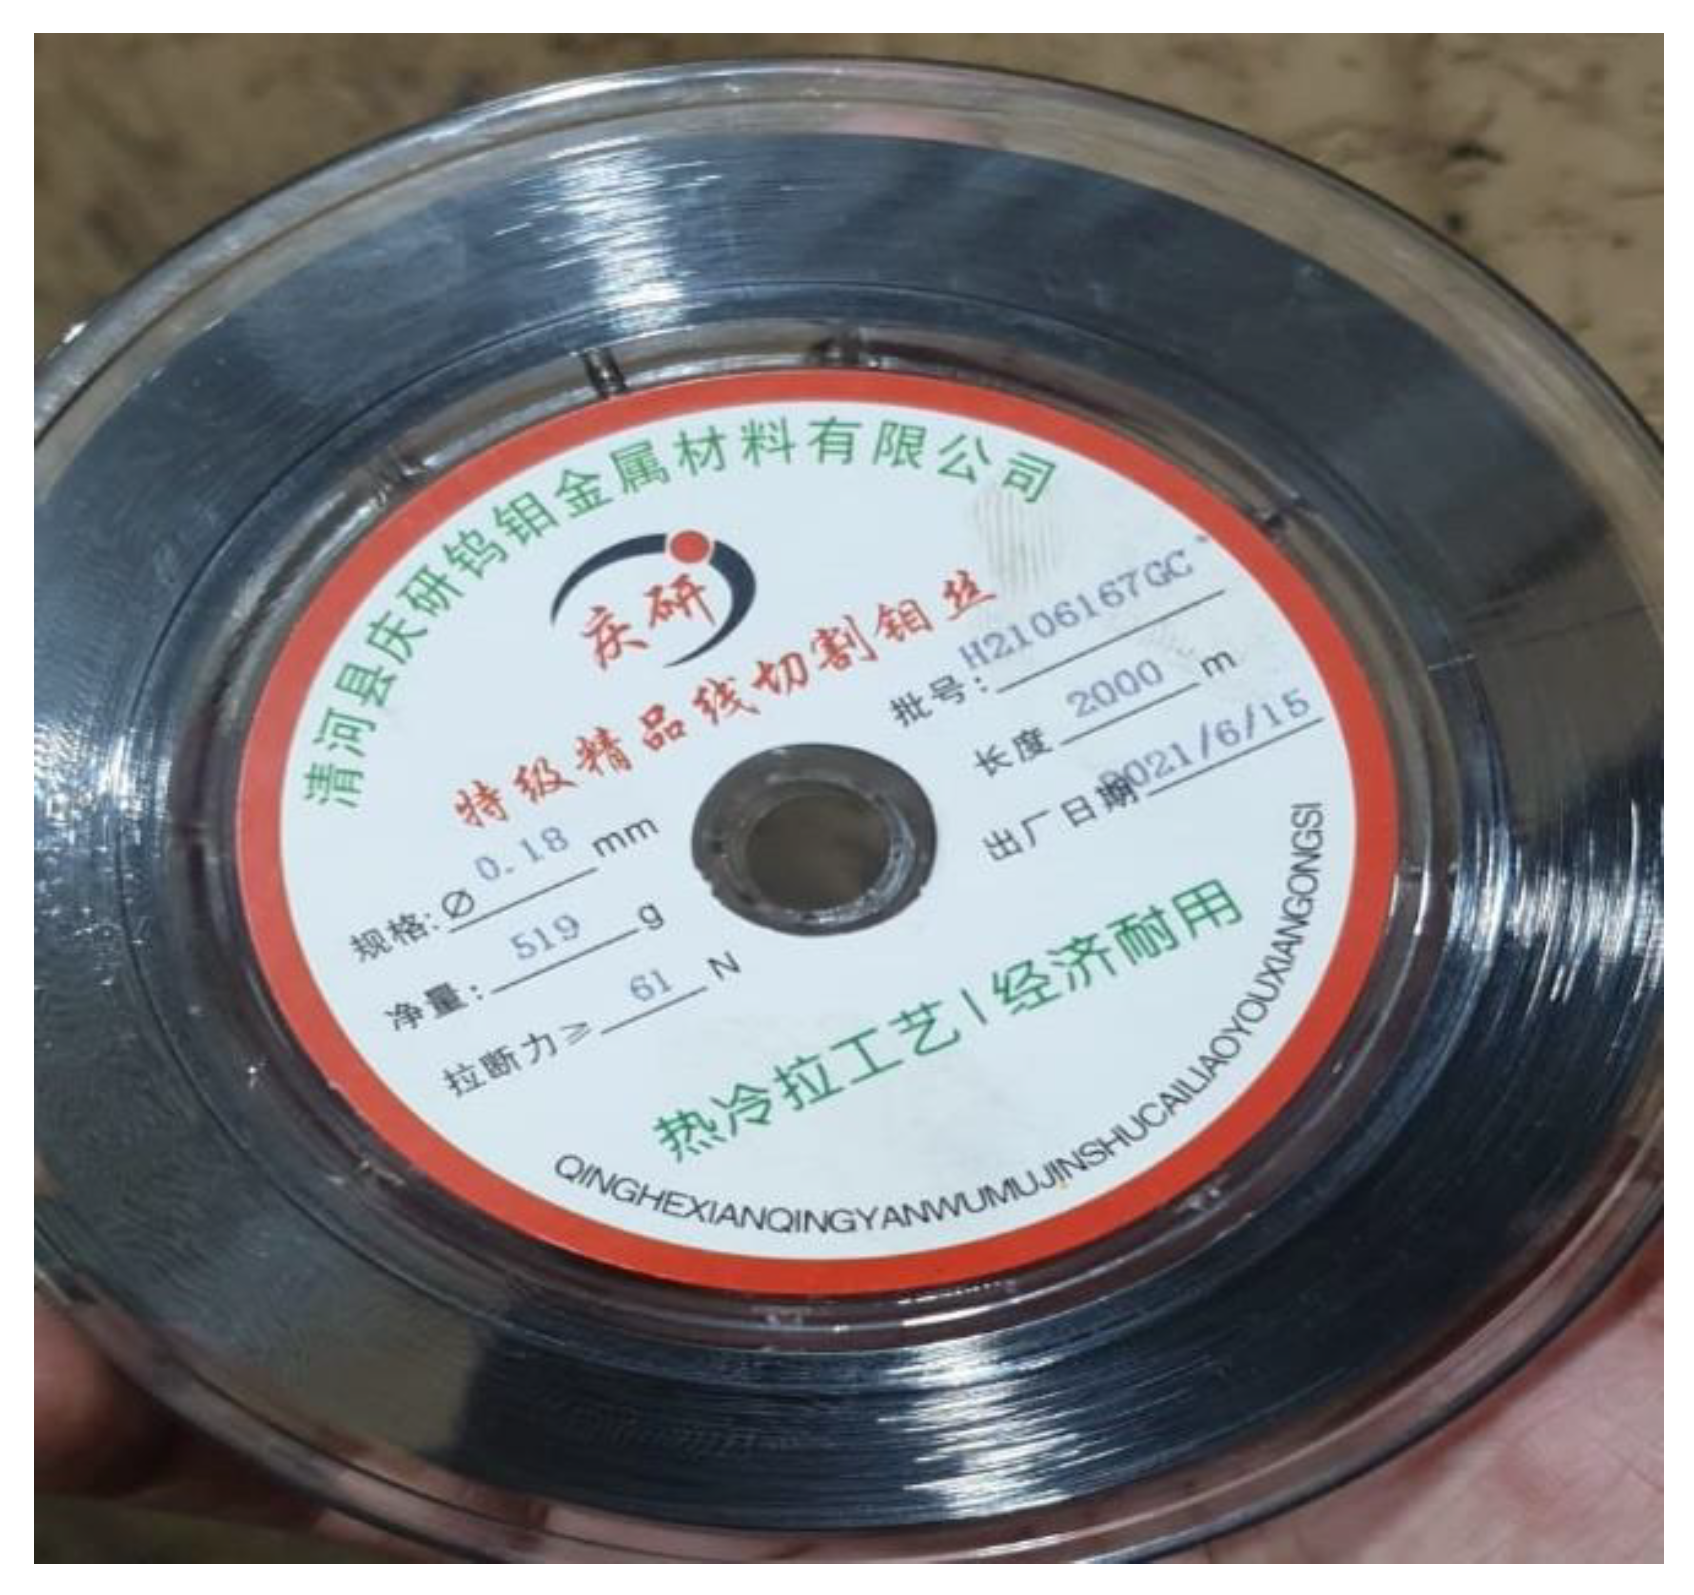 清河县庆研钨钼金属材料有限公司
庆研
特级精品线切割钼丝
规格:Ø 0.18 mm
净量: 519 g
拉断力≥ 61 N
批号: H2106167GC
长度 2000 m
出厂日期 2021/6/15
热冷拉工艺|经济耐用
QINGHEXIANQINGYANWUMUJINSHUCAILIAOYOUXIANGONGSI